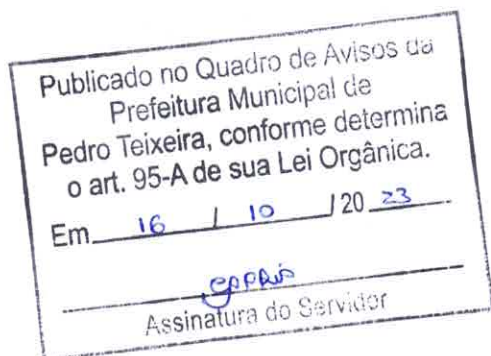 Publicado no Quadro de Avisos da
Prefeitura Municipal de
Pedro Teixeira, conforme determina
o art. 95-A de sua Lei Orgânica.
Em 16 / 10 / 20 23
Assinatura do Servidor